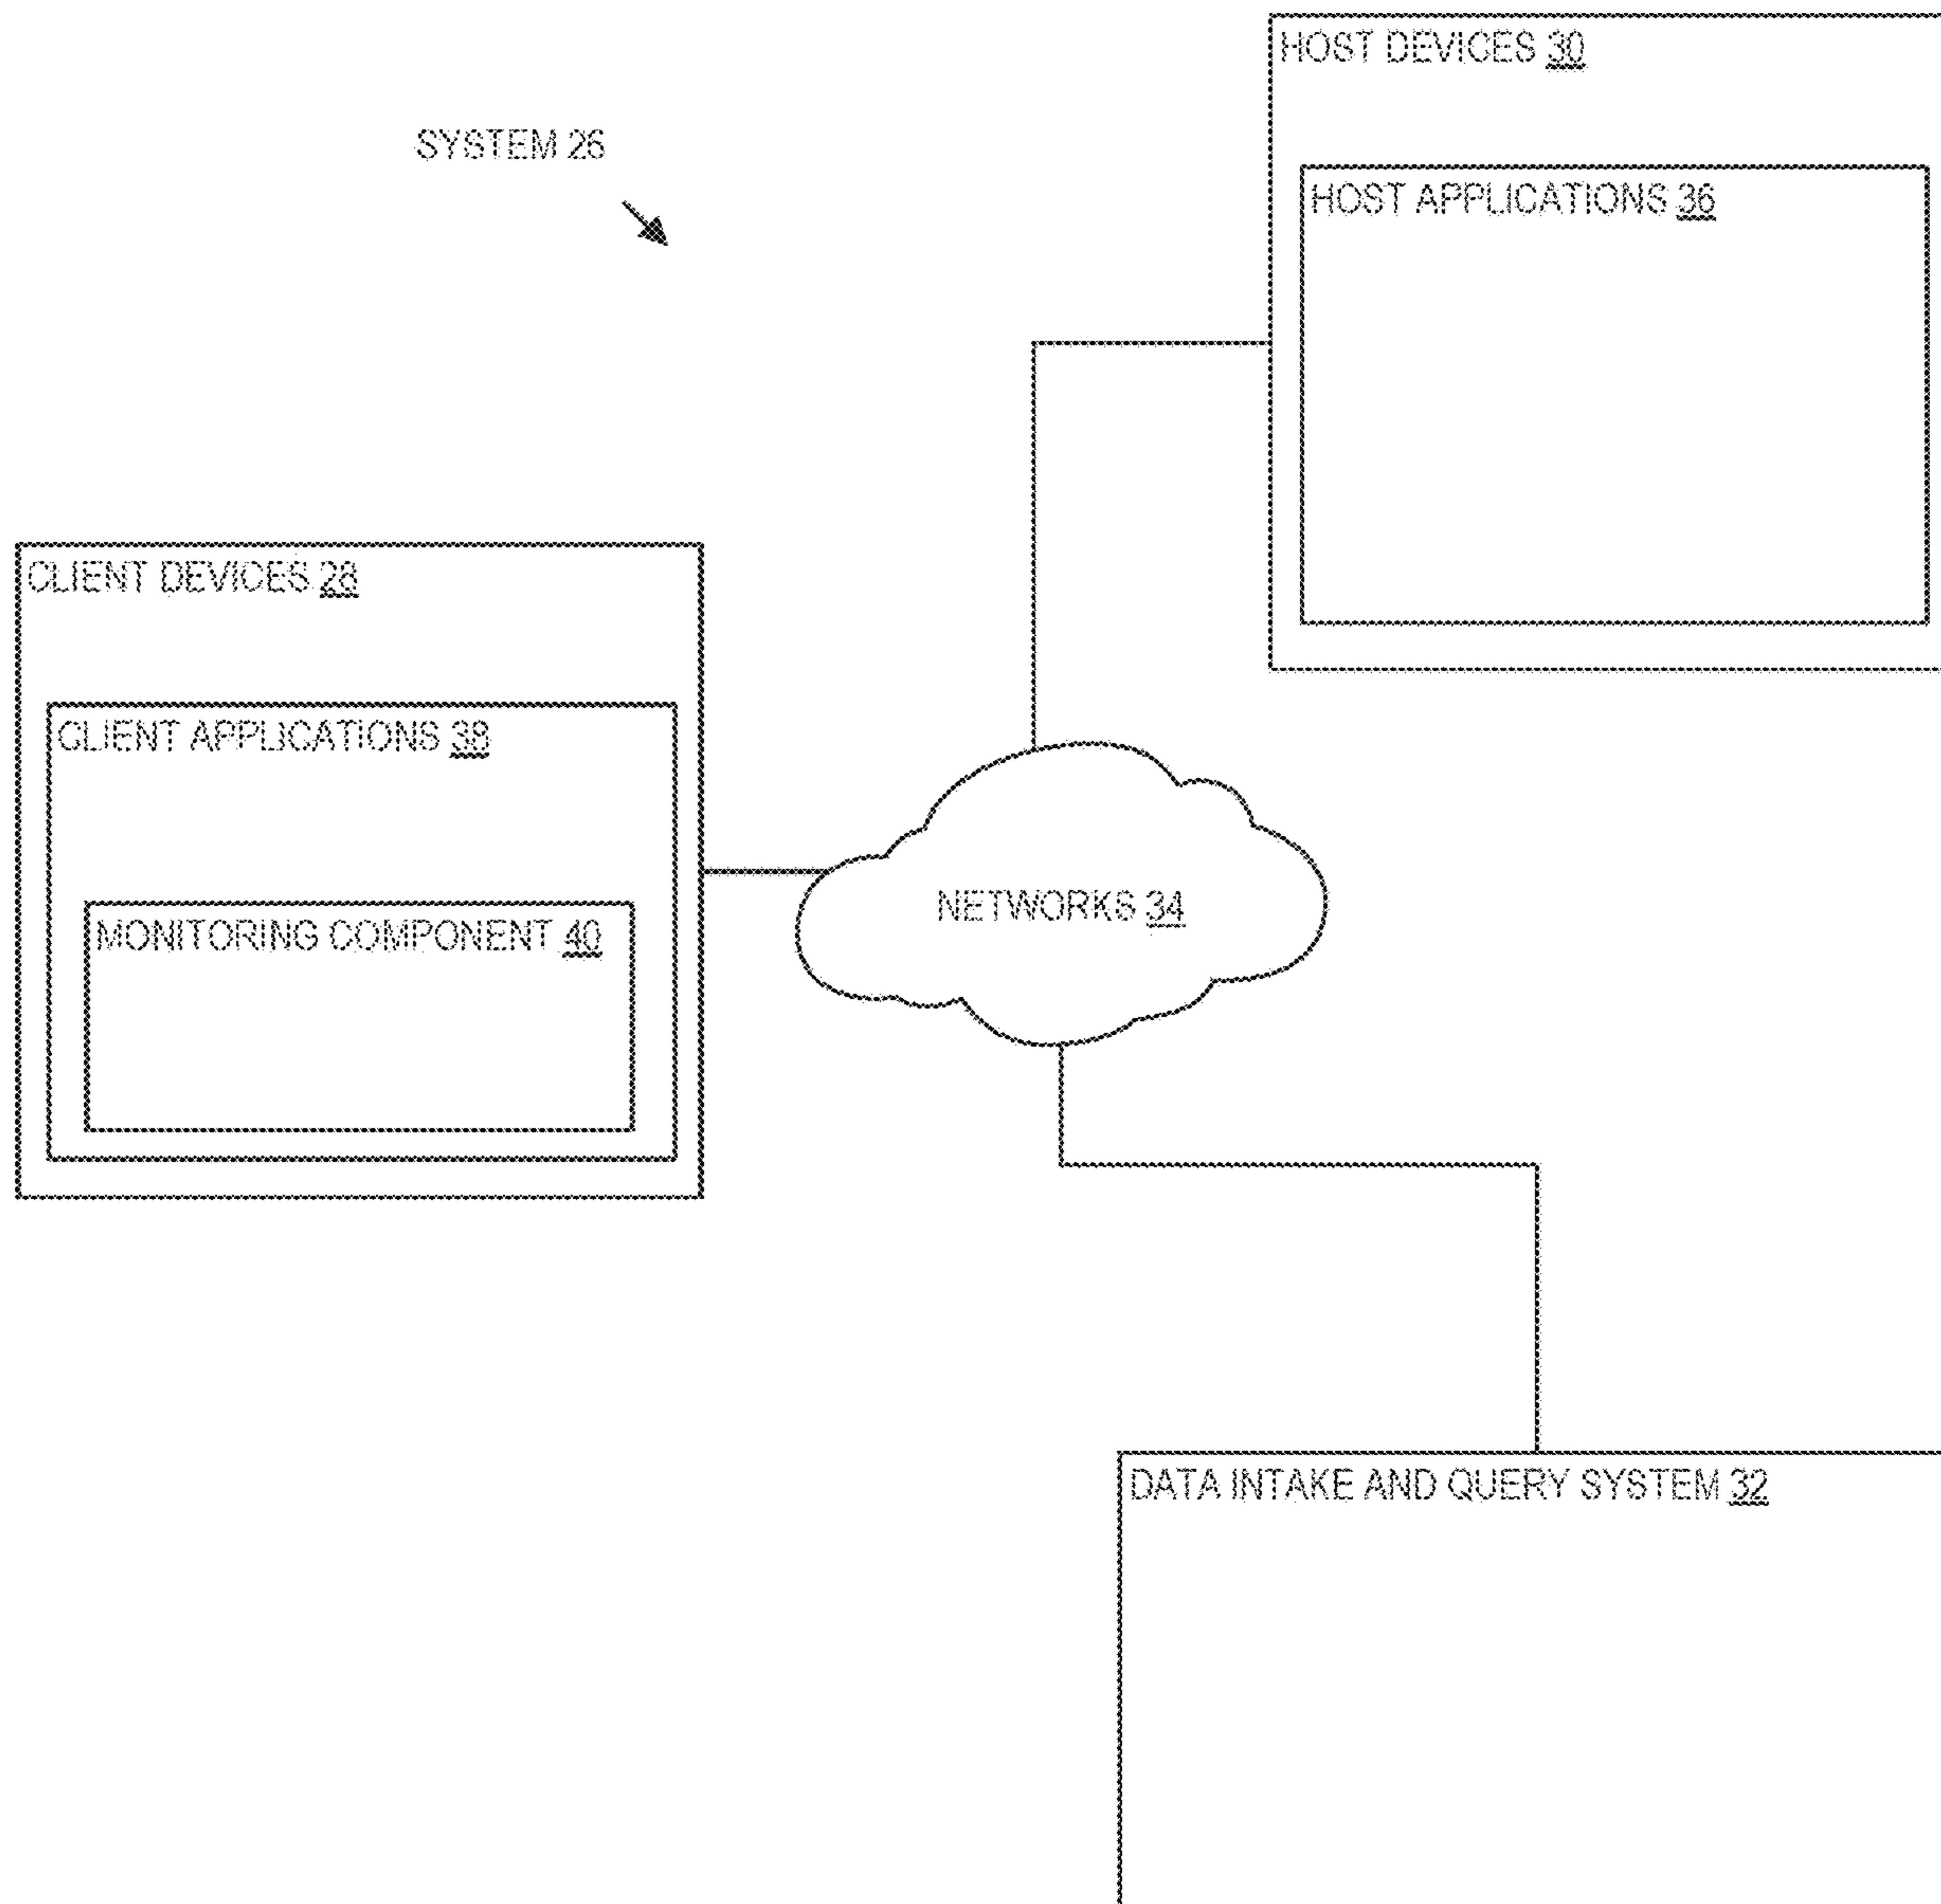 HOST DEVICES 30
SYSTEM 26
HOST APPLICATIONS 36
CLIENT DEVICES 28
CLIENT APPLICATIONS 38
NETWORKS 34
MONITORING COMPONENT 40
DATA INTAKE AND QUERY SYSTEM 32